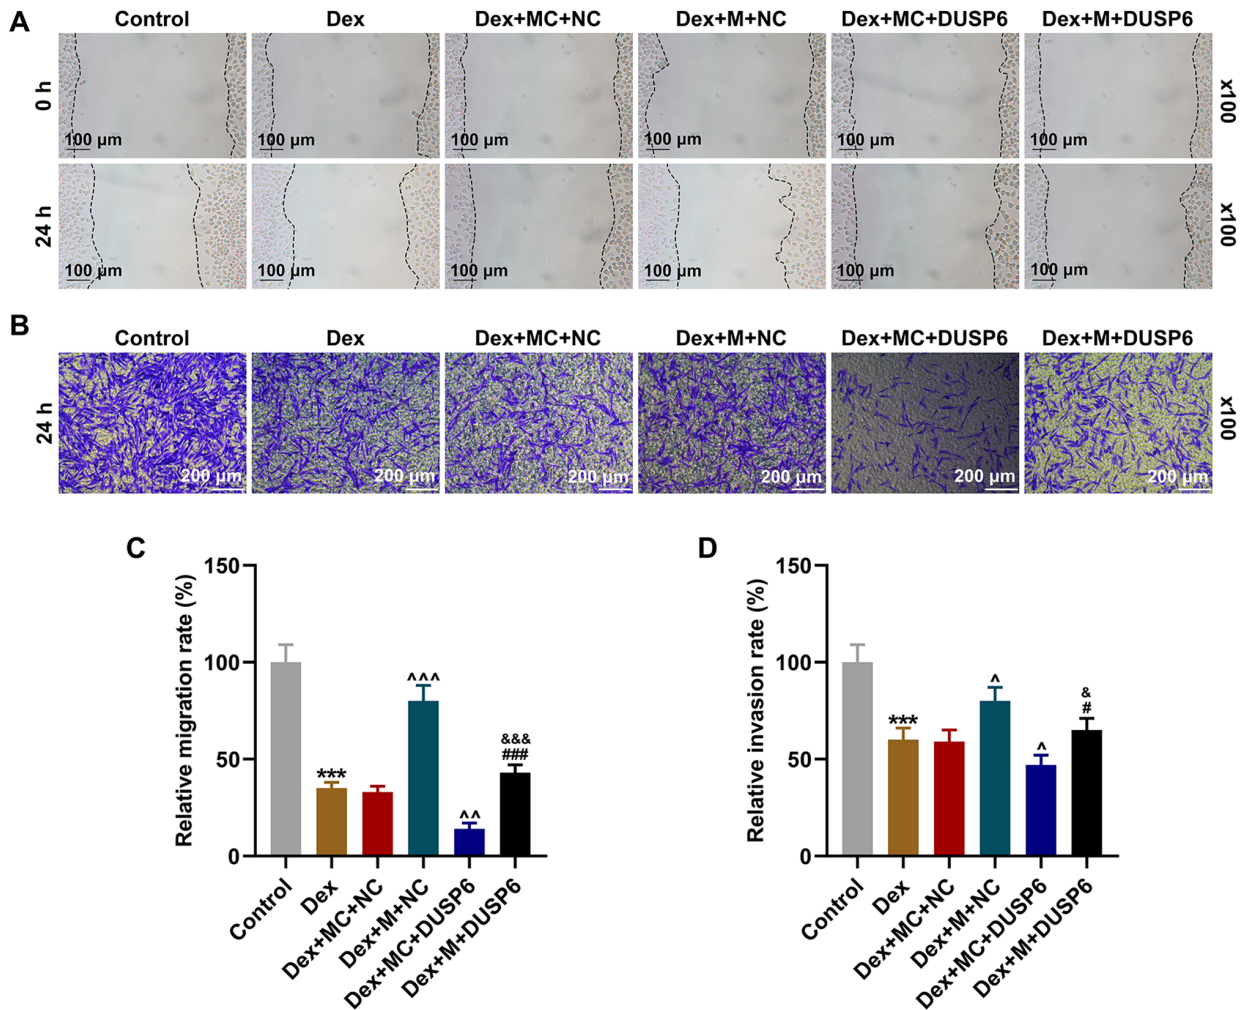 A
Control Dex Dex+MC+NC Dex+M+NC Dex+MC+DUSP6 Dex+M+DUSP6
0 h
100 μm 100 μm 100 μm 100 μm 100 μm 100 μm
x100
24 h
100 μm 100 μm 100 μm 100 μm 100 μm 100 μm
x100
B
Control Dex Dex+MC+NC Dex+M+NC Dex+MC+DUSP6 Dex+M+DUSP6
24 h
200 μm 200 μm 200 μm 200 μm 200 μm 200 μm
x100
C
Relative migration rate (%)
150
100
50
0
***
^^^
^^
&&&
###
Control
Dex
Dex+MC+NC
Dex+M+NC
Dex+MC+DUSP6
Dex+M+DUSP6
D
Relative invasion rate (%)
150
100
50
0
***
^
^
&
#
Control
Dex
Dex+MC+NC
Dex+M+NC
Dex+MC+DUSP6
Dex+M+DUSP6